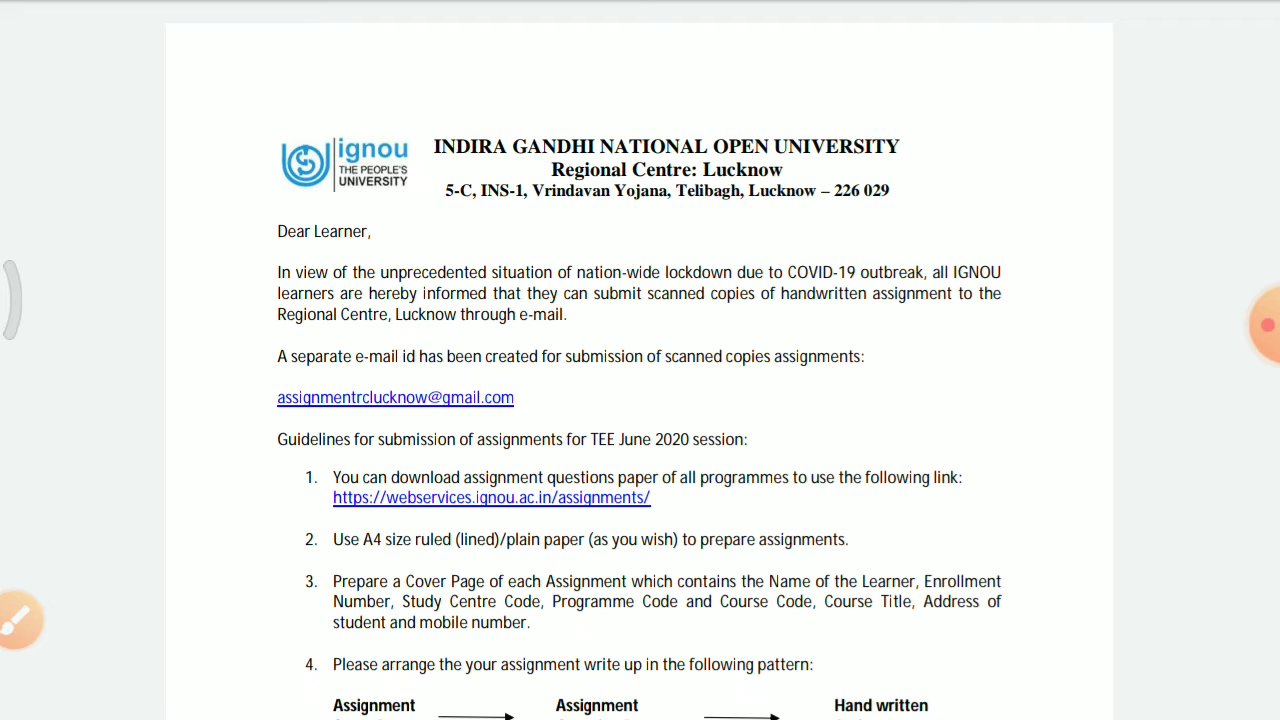 ignou
THE PEOPLE'S
UNIVERSITY
INDIRA GANDHI NATIONAL OPEN UNIVERSITY
Regional Centre: Lucknow
5-C, INS-1, Vrindavan Yojana, Telibagh, Lucknow – 226 029
Dear Learner,
In view of the unprecedented situation of nation-wide lockdown due to COVID-19 outbreak, all IGNOU
learners are hereby informed that they can submit scanned copies of handwritten assignment to the
Regional Centre, Lucknow through e-mail.
A separate e-mail id has been created for submission of scanned copies assignments:
assignmentrclucknow@gmail.com
Guidelines for submission of assignments for TEE June 2020 session:
1. You can download assignment questions paper of all programmes to use the following link:
https://webservices.ignou.ac.in/assignments/
2. Use A4 size ruled (lined)/plain paper (as you wish) to prepare assignments.
3. Prepare a Cover Page of each Assignment which contains the Name of the Learner, Enrollment
Number, Study Centre Code, Programme Code and Course Code, Course Title, Address of
student and mobile number.
4. Please arrange the your assignment write up in the following pattern:
Assignment Assignment Hand written